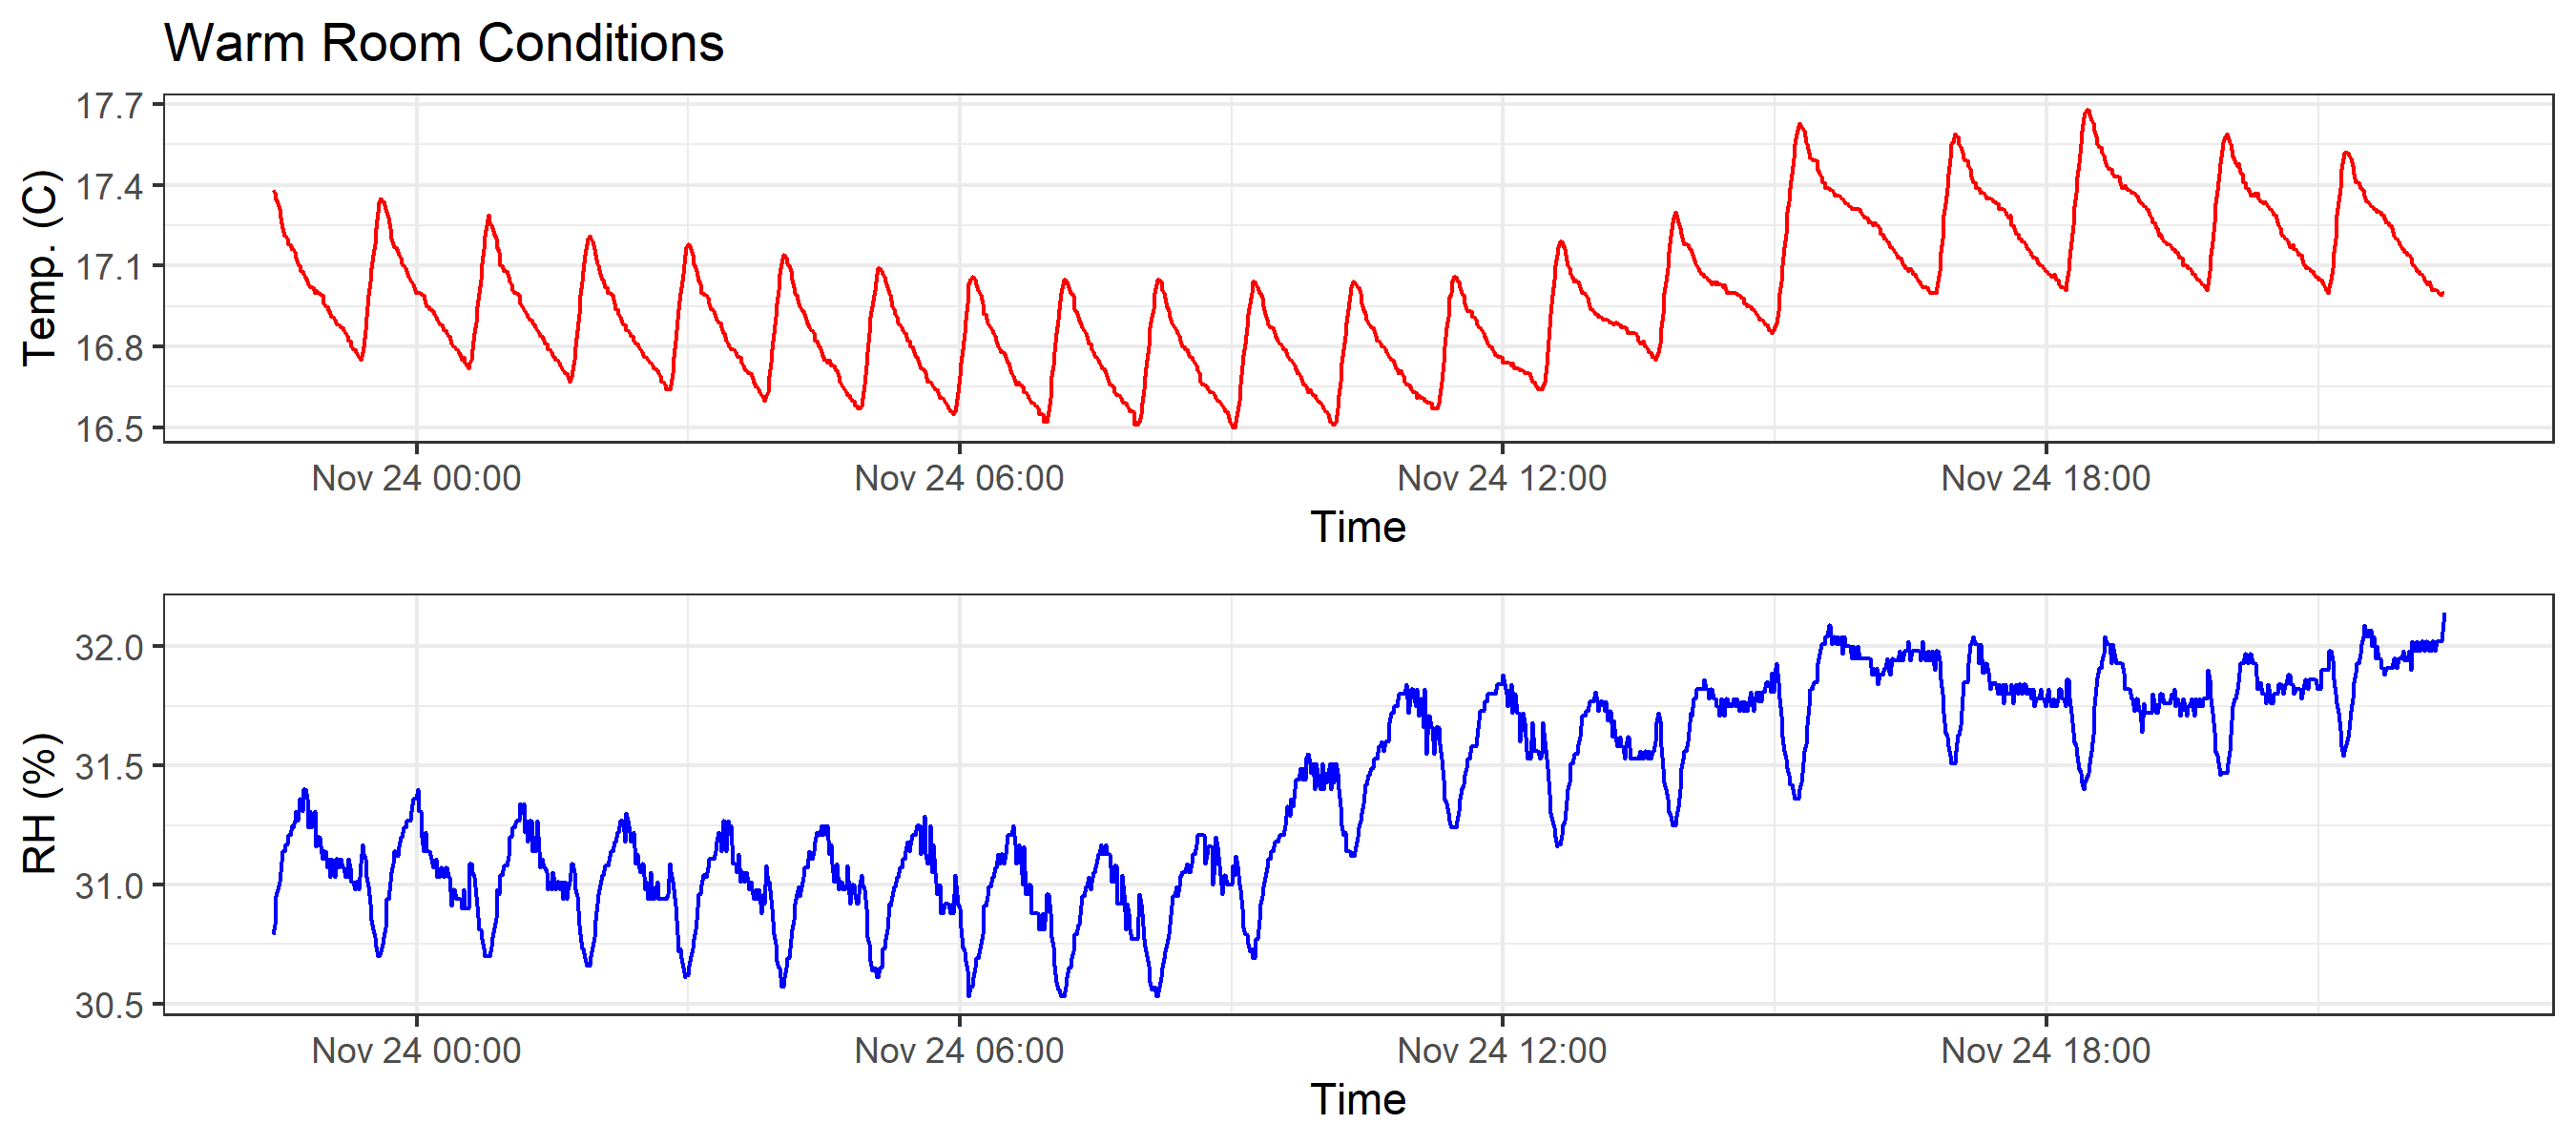 Warm Room Conditions
Temp. (C)
17.7
17.4
17.1
16.8
16.5
Nov 24 00:00 Nov 24 06:00 Nov 24 12:00 Nov 24 18:00
Time
RH (%)
32.0
31.5
31.0
30.5
Nov 24 00:00 Nov 24 06:00 Nov 24 12:00 Nov 24 18:00
Time